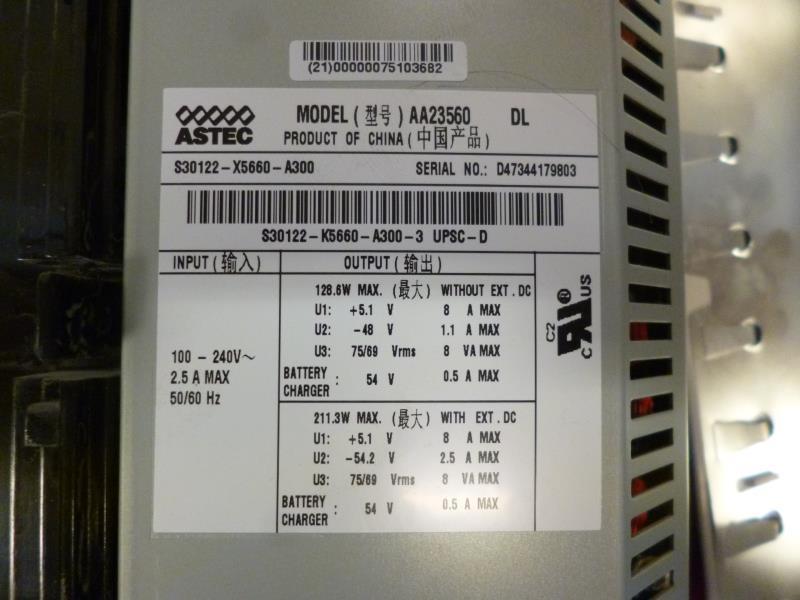 (21)00000075103682
ASTEC
MODEL (型号) AA23560 DL
PRODUCT OF CHINA (中国产品)
S30122-X5660-A300 SERIAL NO.: D47344179803
S30122-K5660-A300-3 UPSC-D
INPUT (输入)
100 - 240V~
2.5 A MAX
50/60 Hz
OUTPUT (输出)
128.6W MAX. (最大) WITHOUT EXT. DC
U1: +5.1 V 8 A MAX
U2: -48 V 1.1 A MAX
U3: 75/69 Vrms 8 VA MAX
BATTERY CHARGER : 54 V 0.5 A MAX
211.3W MAX. (最大) WITH EXT. DC
U1: +5.1 V 8 A MAX
U2: -54.2 V 2.5 A MAX
U3: 75/69 Vrms 8 VA MAX
BATTERY CHARGER : 54 V 0.5 A MAX
C RU US
C2